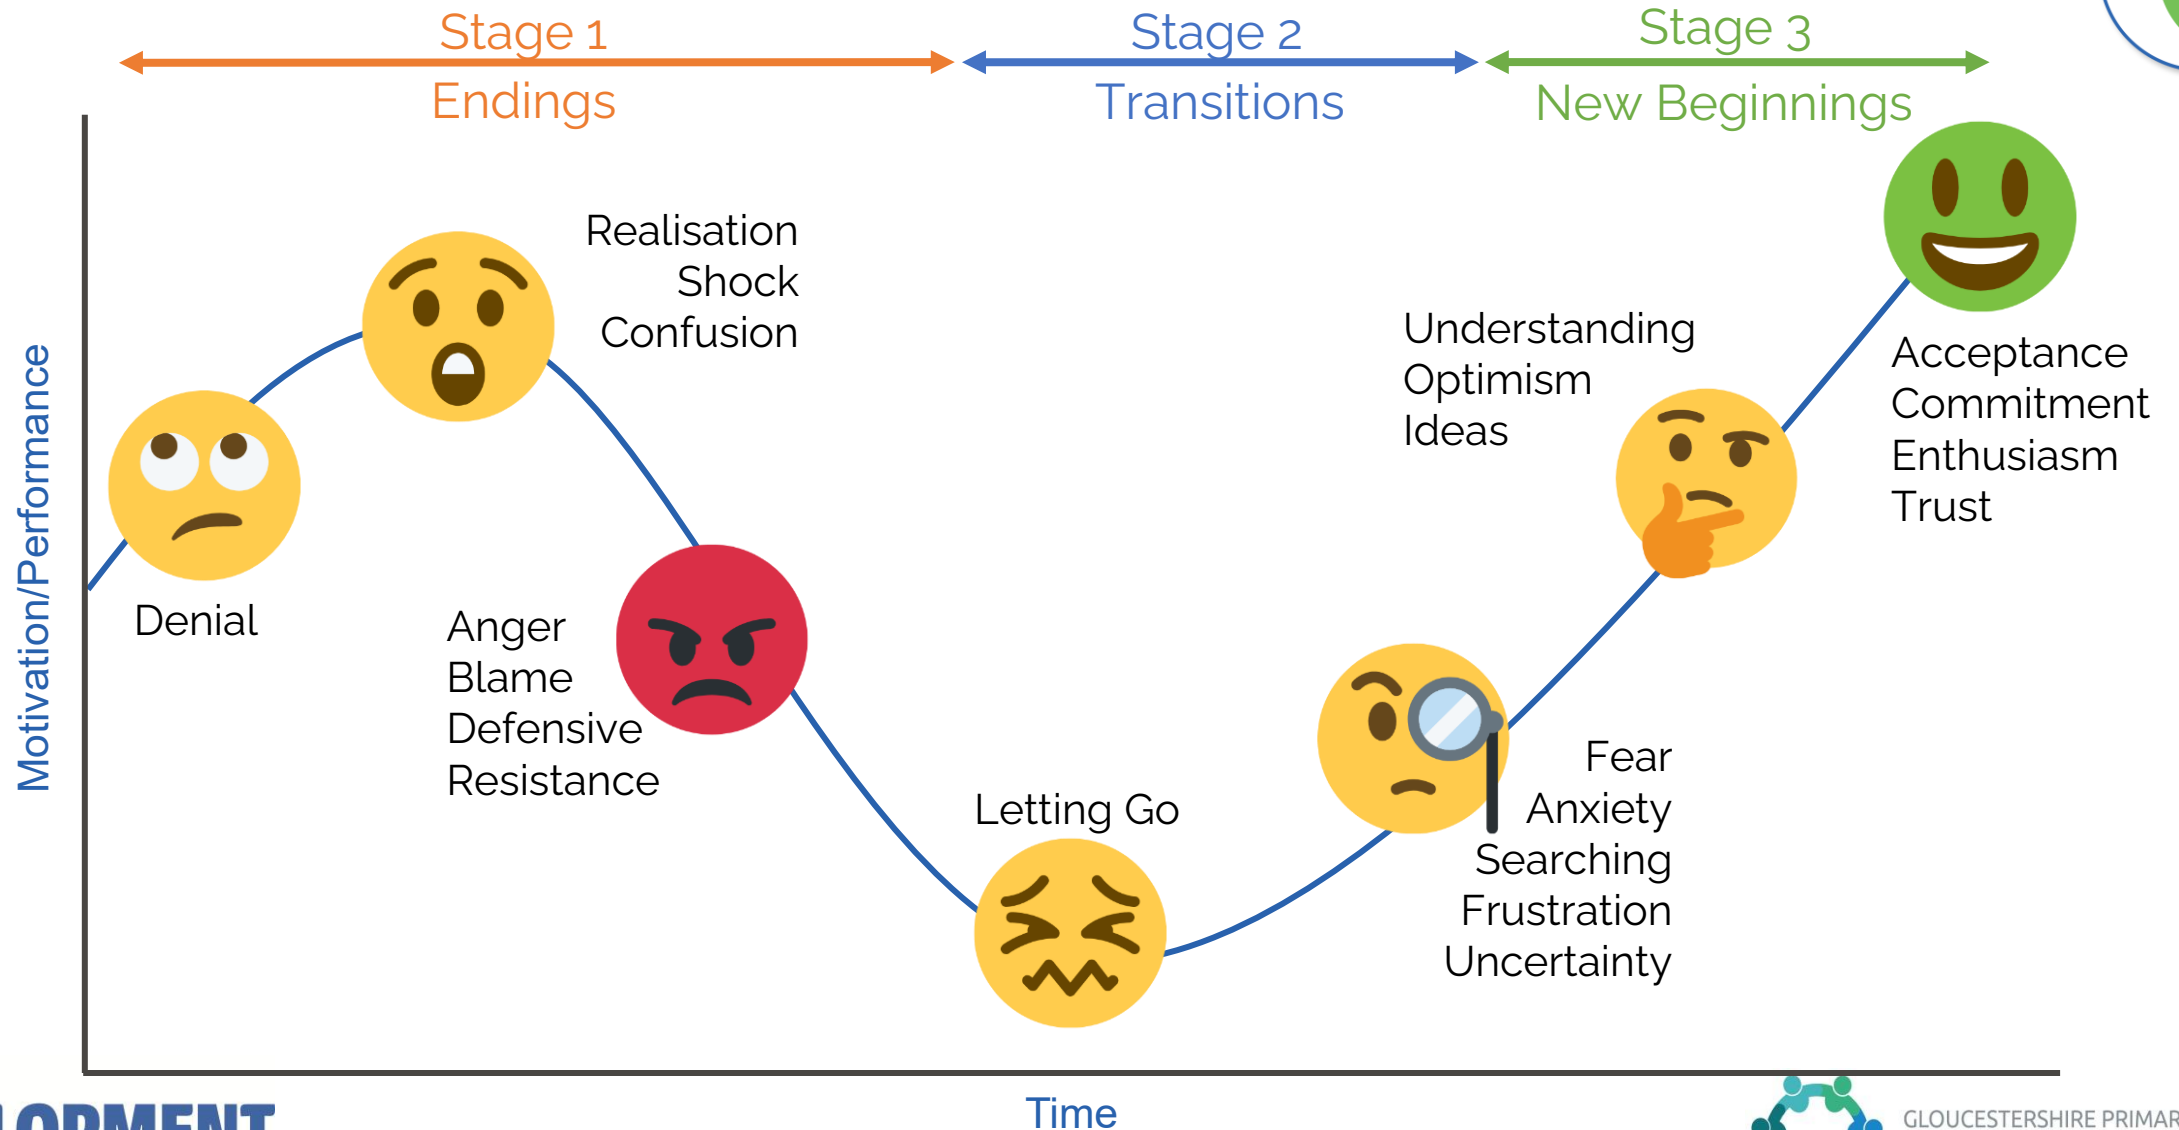 Stage 1
Endings
Stage 2
Transitions
Stage 3
New Beginnings
Motivation/Performance
Denial
Realisation
Shock
Confusion
Anger
Blame
Defensive
Resistance
Letting Go
Fear
Anxiety
Searching
Frustration
Uncertainty
Understanding
Optimism
Ideas
Acceptance
Commitment
Enthusiasm
Trust
Time
GLOUCESTERSHIRE